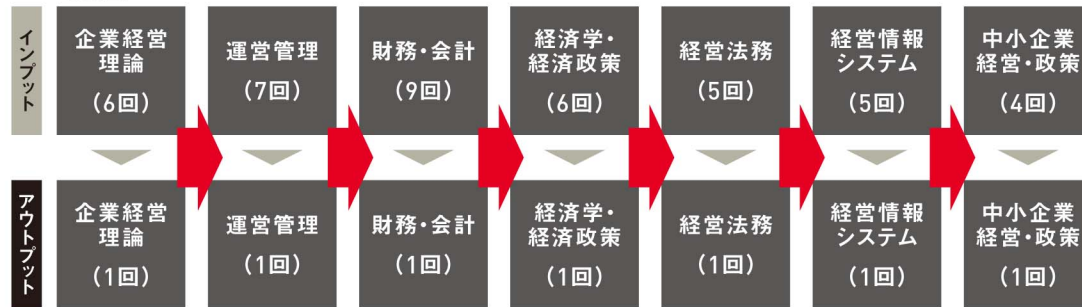 インプット
企業経営
理論
(6回)
運営管理
(7回)
財務・会計
(9回)
経済学・
経済政策
(6回)
経営法務
(5回)
経営情報
システム
(5回)
中小企業
経営・政策
(4回)
アウトプット
企業経営
理論
(1回)
運営管理
(1回)
財務・会計
(1回)
経済学・
経済政策
(1回)
経営法務
(1回)
経営情報
システム
(1回)
中小企業
経営・政策
(1回)